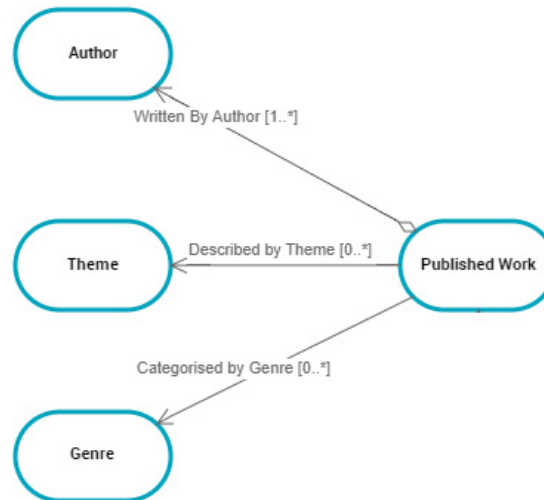 Author
Written By Author [1..*]
Described by Theme [0..*]
Theme
Published Work
Categorised by Genre [0..*]
Genre